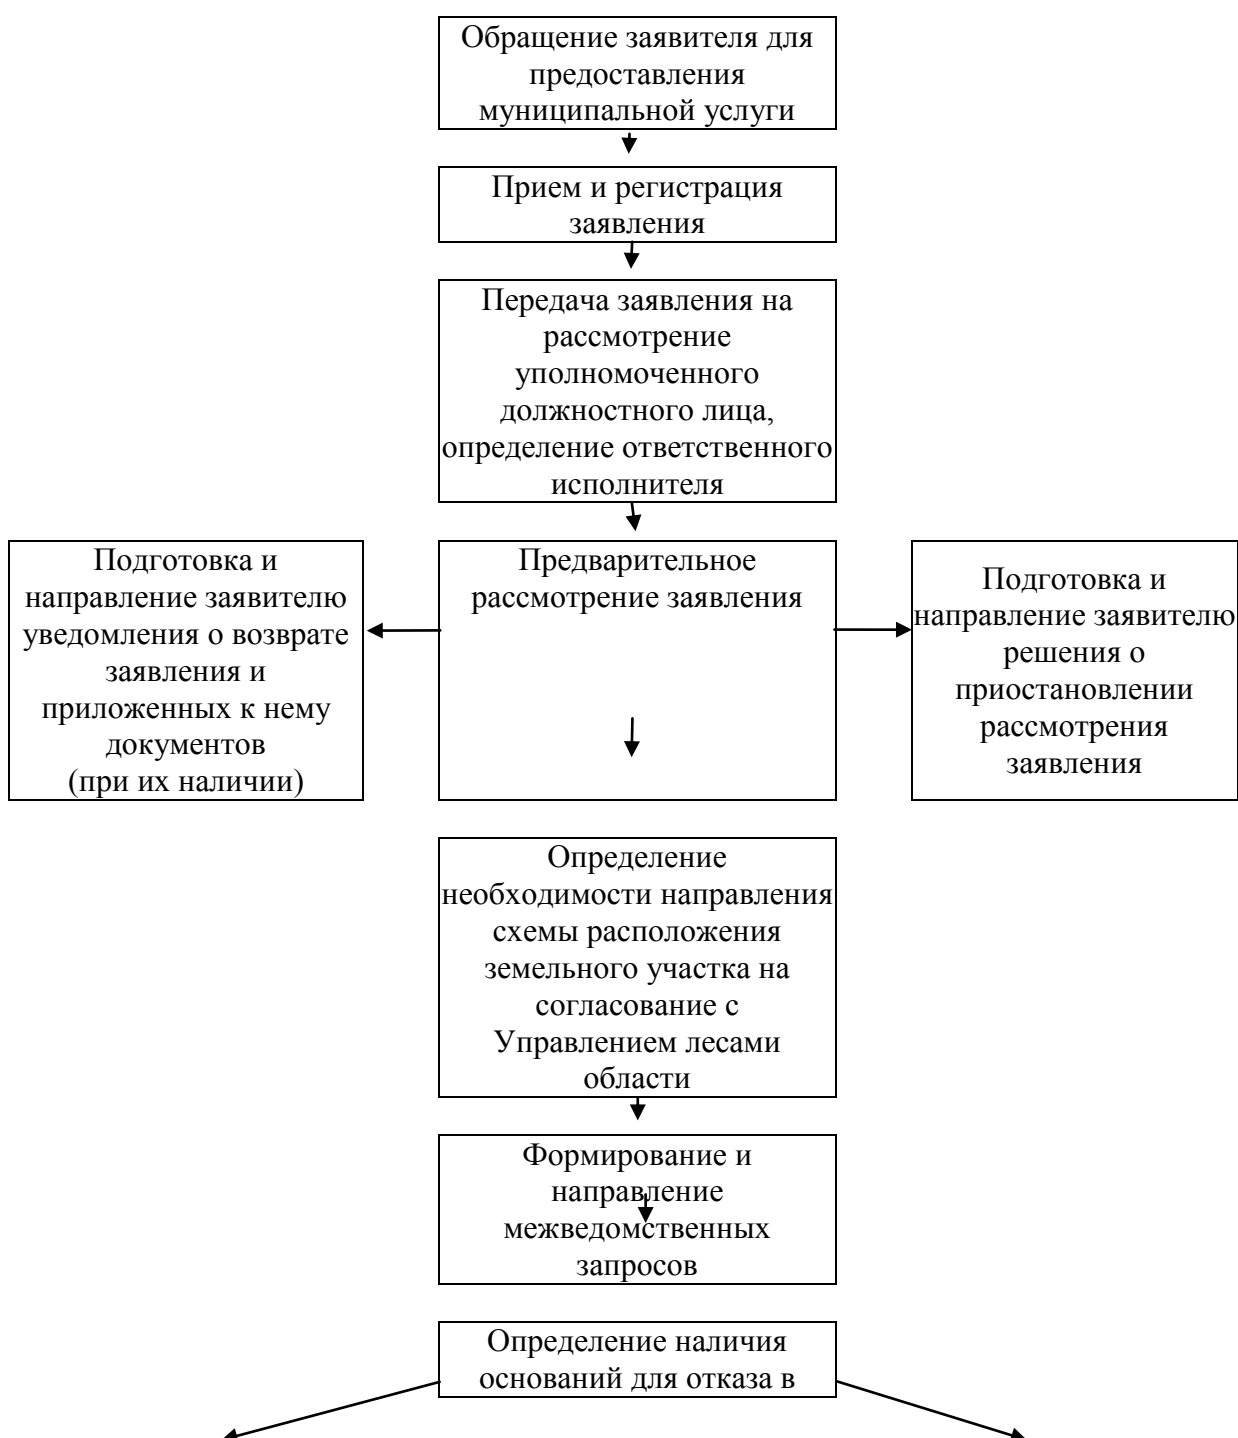 Обращение заявителя для
предоставления
муниципальной услуги
Прием и регистрация
заявления
Передача заявления на
рассмотрение
уполномоченного
должностного лица,
определение ответственного
исполнителя
Подготовка и
направление заявителю
уведомления о возврате
заявления и
приложенных к нему
документов
(при их наличии)
Предварительное
рассмотрение заявления
Подготовка и
направление заявителю
решения о
приостановлении
рассмотрения
заявления
Определение
необходимости направления
схемы расположения
земельного участка на
согласование с
Управлением лесами
области
Формирование и
направление
межведомственных
запросов
Определение наличия
оснований для отказа в